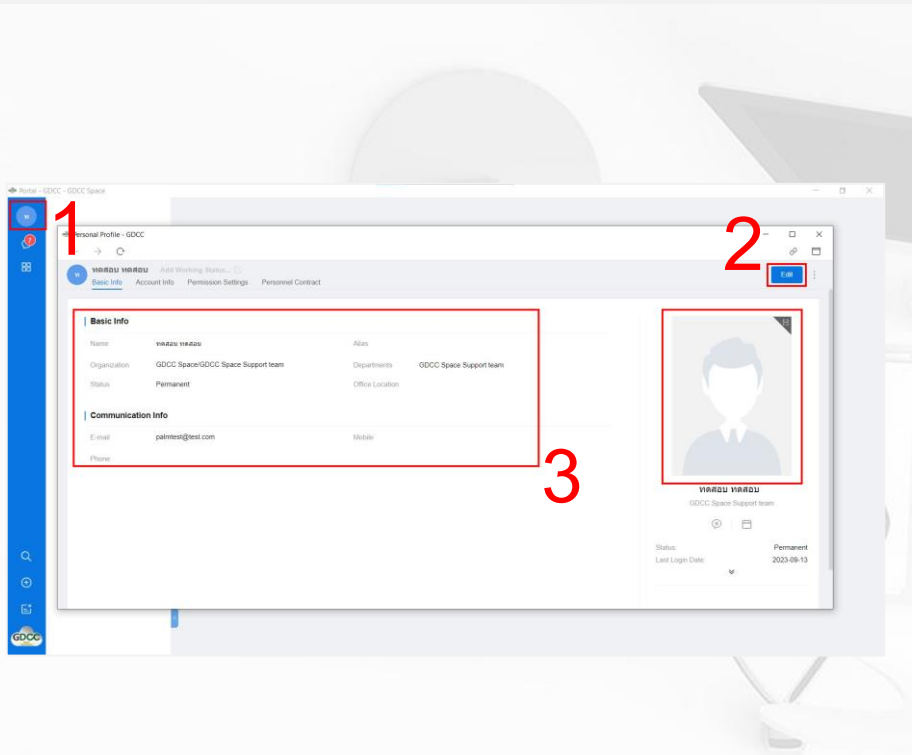 Portal - GDCC - GDCC Space
1
2
Personal Profile - GDCC
ทดสอบ ทดสอบ Add Working Status...
Edit
Basic Info Account Info Permission Settings Personnel Contract
Basic Info
Name ทดสอบ ทดสอบ Alias
Organization GDCC Space/GDCC Space Support team Departments GDCC Space Support team
Status Permanent Office Location
Communication Info
E-mail palmtest@test.com Mobile
Phone
3
ทดสอบ ทดสอบ
GDCC Space Support team
Status: Permanent
Last Login Date: 2023-09-13
GDCC